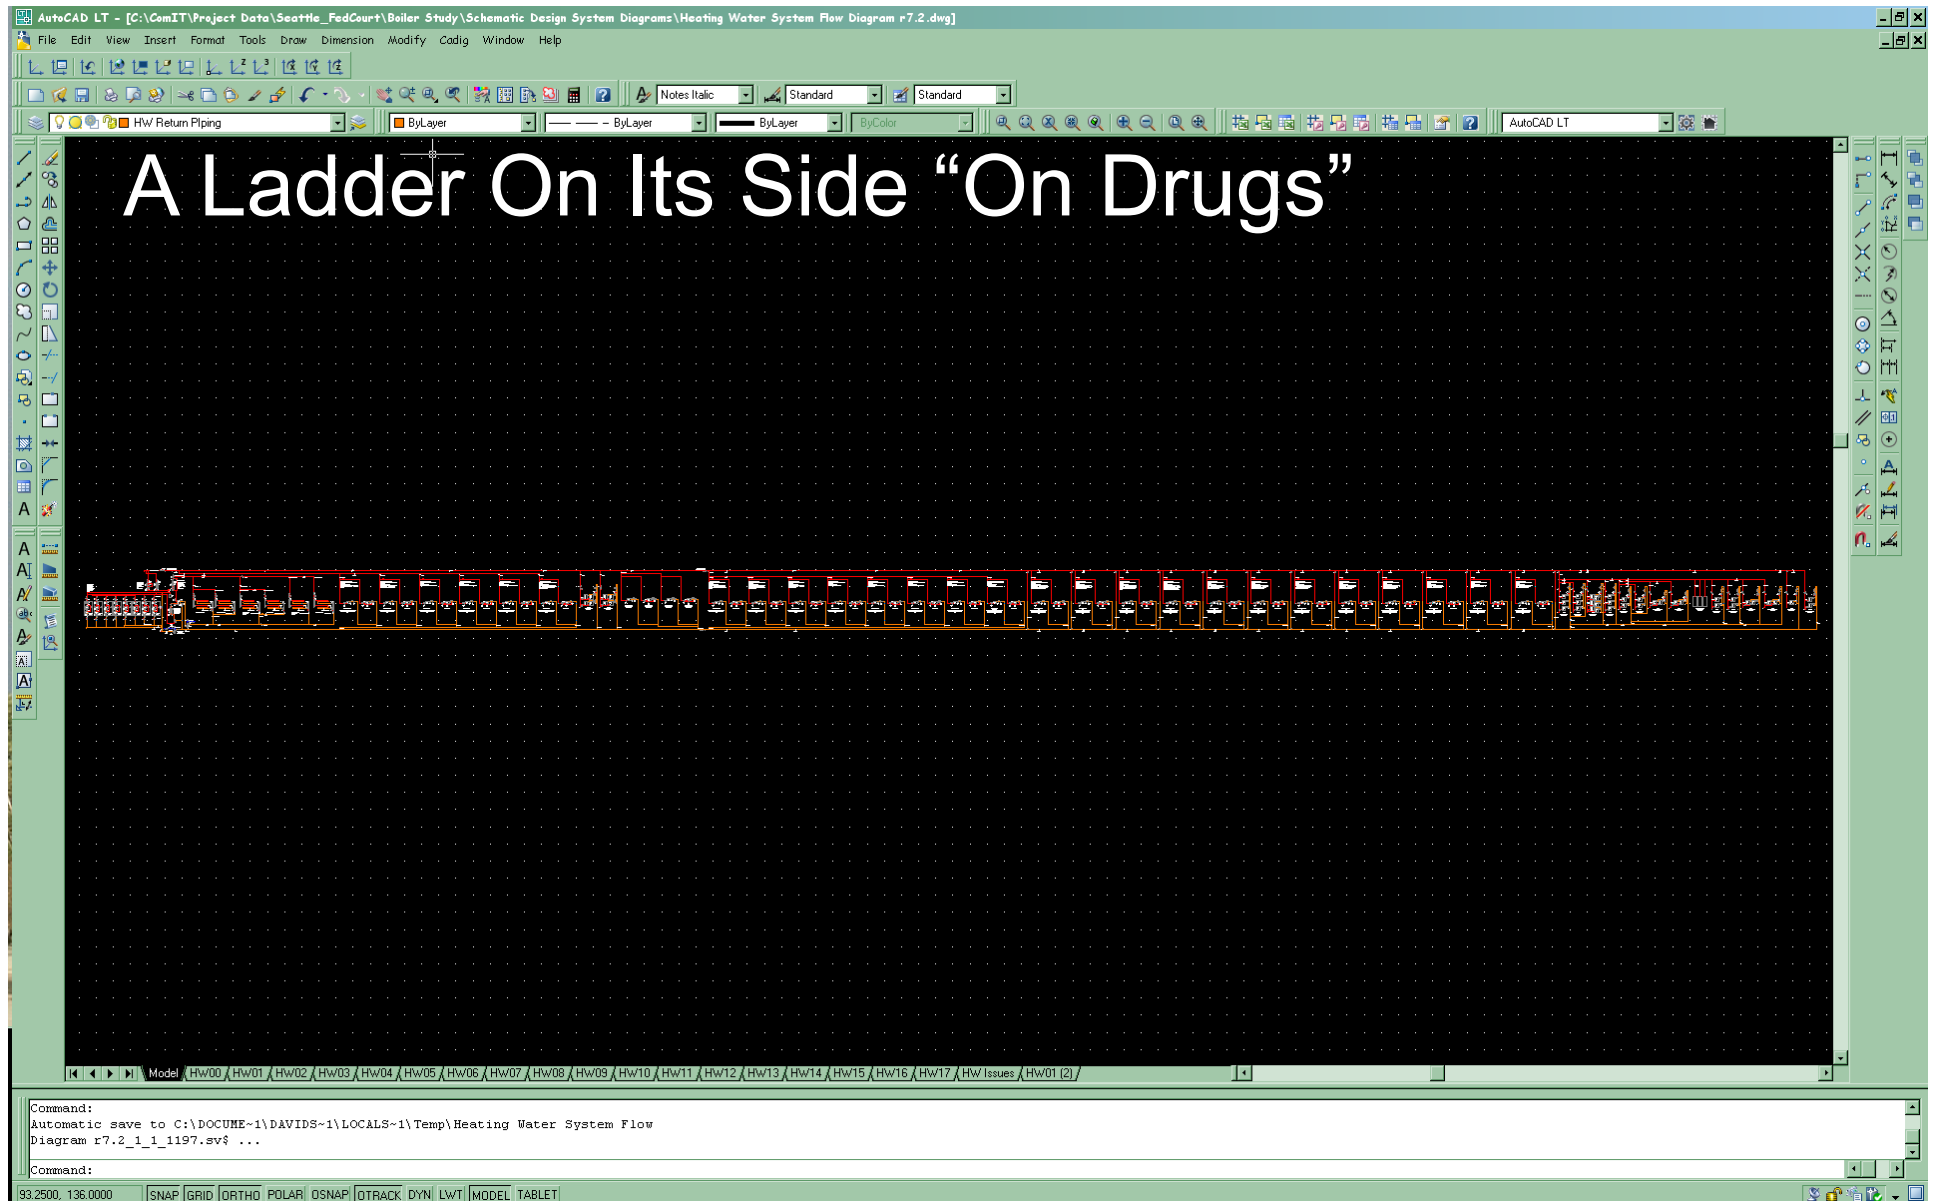 AutoCAD LT - [C:\ComIT\Project Data\Seattle_FedCourt\Boiler Study\Schematic Design System Diagrams\Heating Water System Flow Diagram r7.2.dwg]
File Edit View Insert Format Tools Draw Dimension Modify Cadig Window Help
Notes Italic Standard Standard
HW Return PIping ByLayer ByLayer ByLayer ByColor AutoCAD LT
A Ladder On Its Side “On Drugs”
Model HW00 HW01 HW02 HW03 HW04 HW05 HW06 HW07 HW08 HW09 HW10 HW11 HW12 HW13 HW14 HW15 HW16 HW17 HW Issues HW01 (2)
Command:
Automatic save to C:\DOCUME~1\DAVIDS~1\LOCALS~1\Temp\Heating Water System Flow
Diagram r7.2_1_1_1197.sv$ ...
Command:
93.2500, 136.0000 SNAP GRID ORTHO POLAR OSNAP OTRACK DYN LWT MODEL TABLET